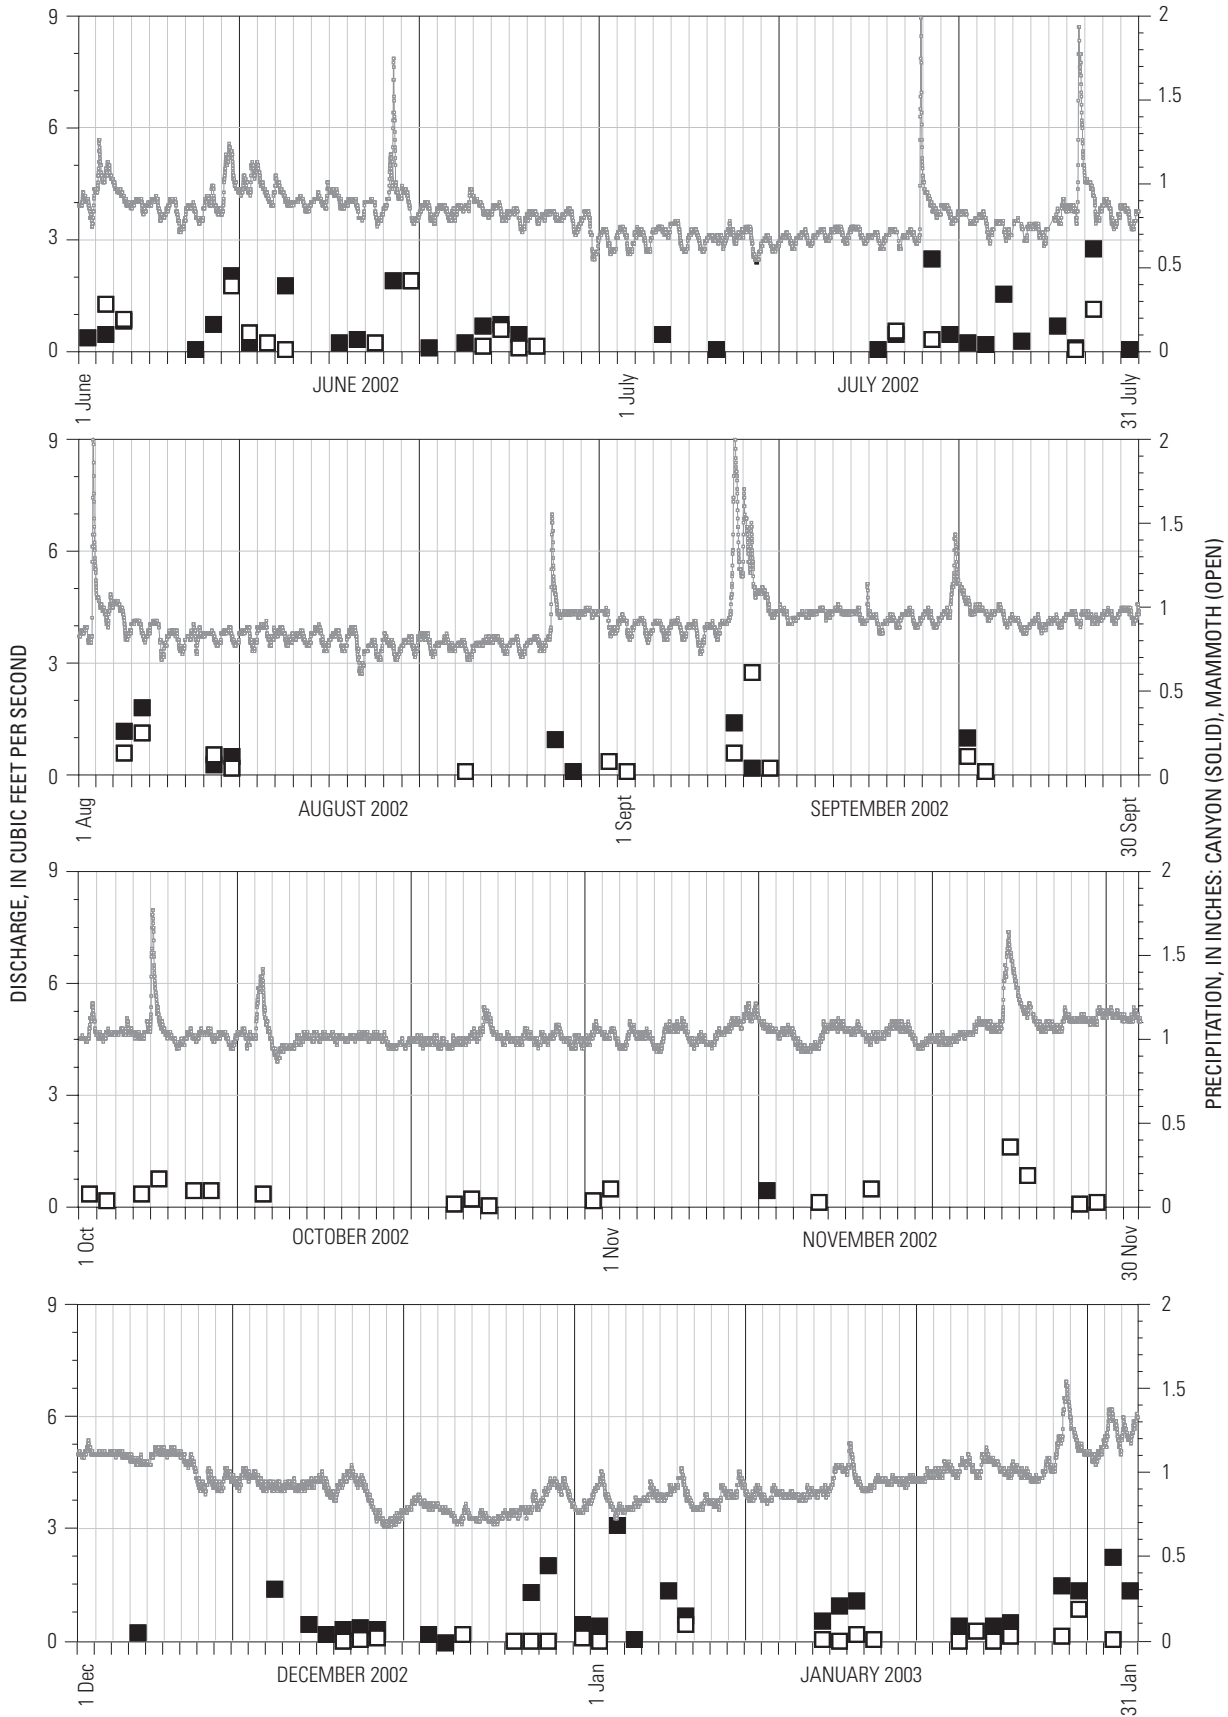 9
6
3
0
2
1.5
1
0.5
0
1 June
JUNE 2002
1 July
JULY 2002
31 July
9
6
3
0
2
1.5
1
0.5
0
1 Aug
AUGUST 2002
1 Sept
SEPTEMBER 2002
30 Sept
DISCHARGE, IN CUBIC FEET PER SECOND
PRECIPITATION, IN INCHES: CANYON (SOLID), MAMMOTH (OPEN)
9
6
3
0
2
1.5
1
0.5
0
1 Oct
OCTOBER 2002
1 Nov
NOVEMBER 2002
30 Nov
9
6
3
0
2
1.5
1
0.5
0
1 Dec
DECEMBER 2002
1 Jan
JANUARY 2003
31 Jan